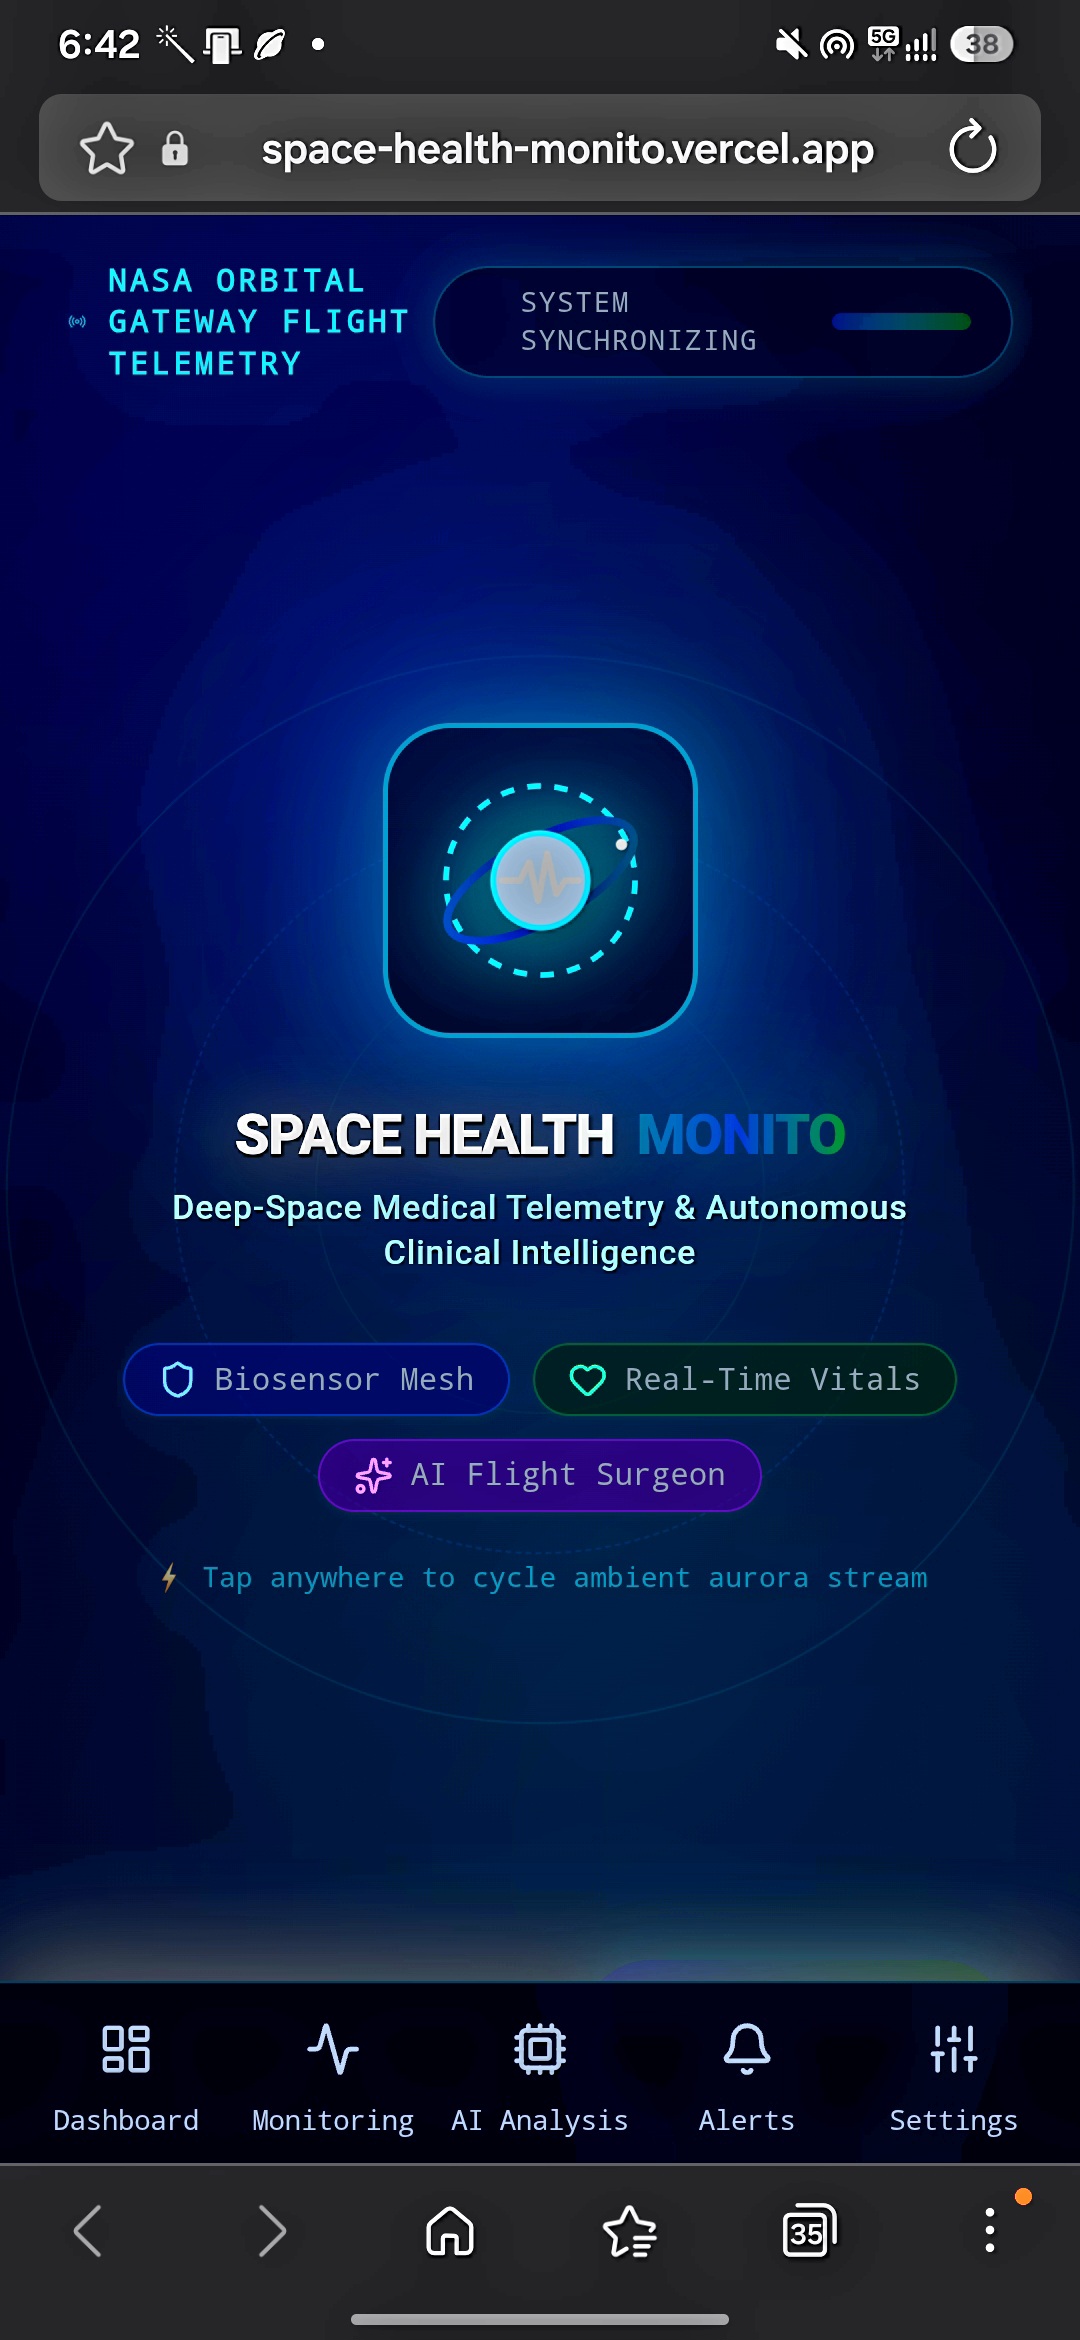 6:42
5G
38
space-health-monito.vercel.app
NASA ORBITAL
GATEWAY FLIGHT
TELEMETRY
SYSTEM
SYNCHRONIZING
SPACE HEALTH MONITO
Deep-Space Medical Telemetry & Autonomous
Clinical Intelligence
Biosensor Mesh
Real-Time Vitals
AI Flight Surgeon
Tap anywhere to cycle ambient aurora stream
Dashboard
Monitoring
AI Analysis
Alerts
Settings
35